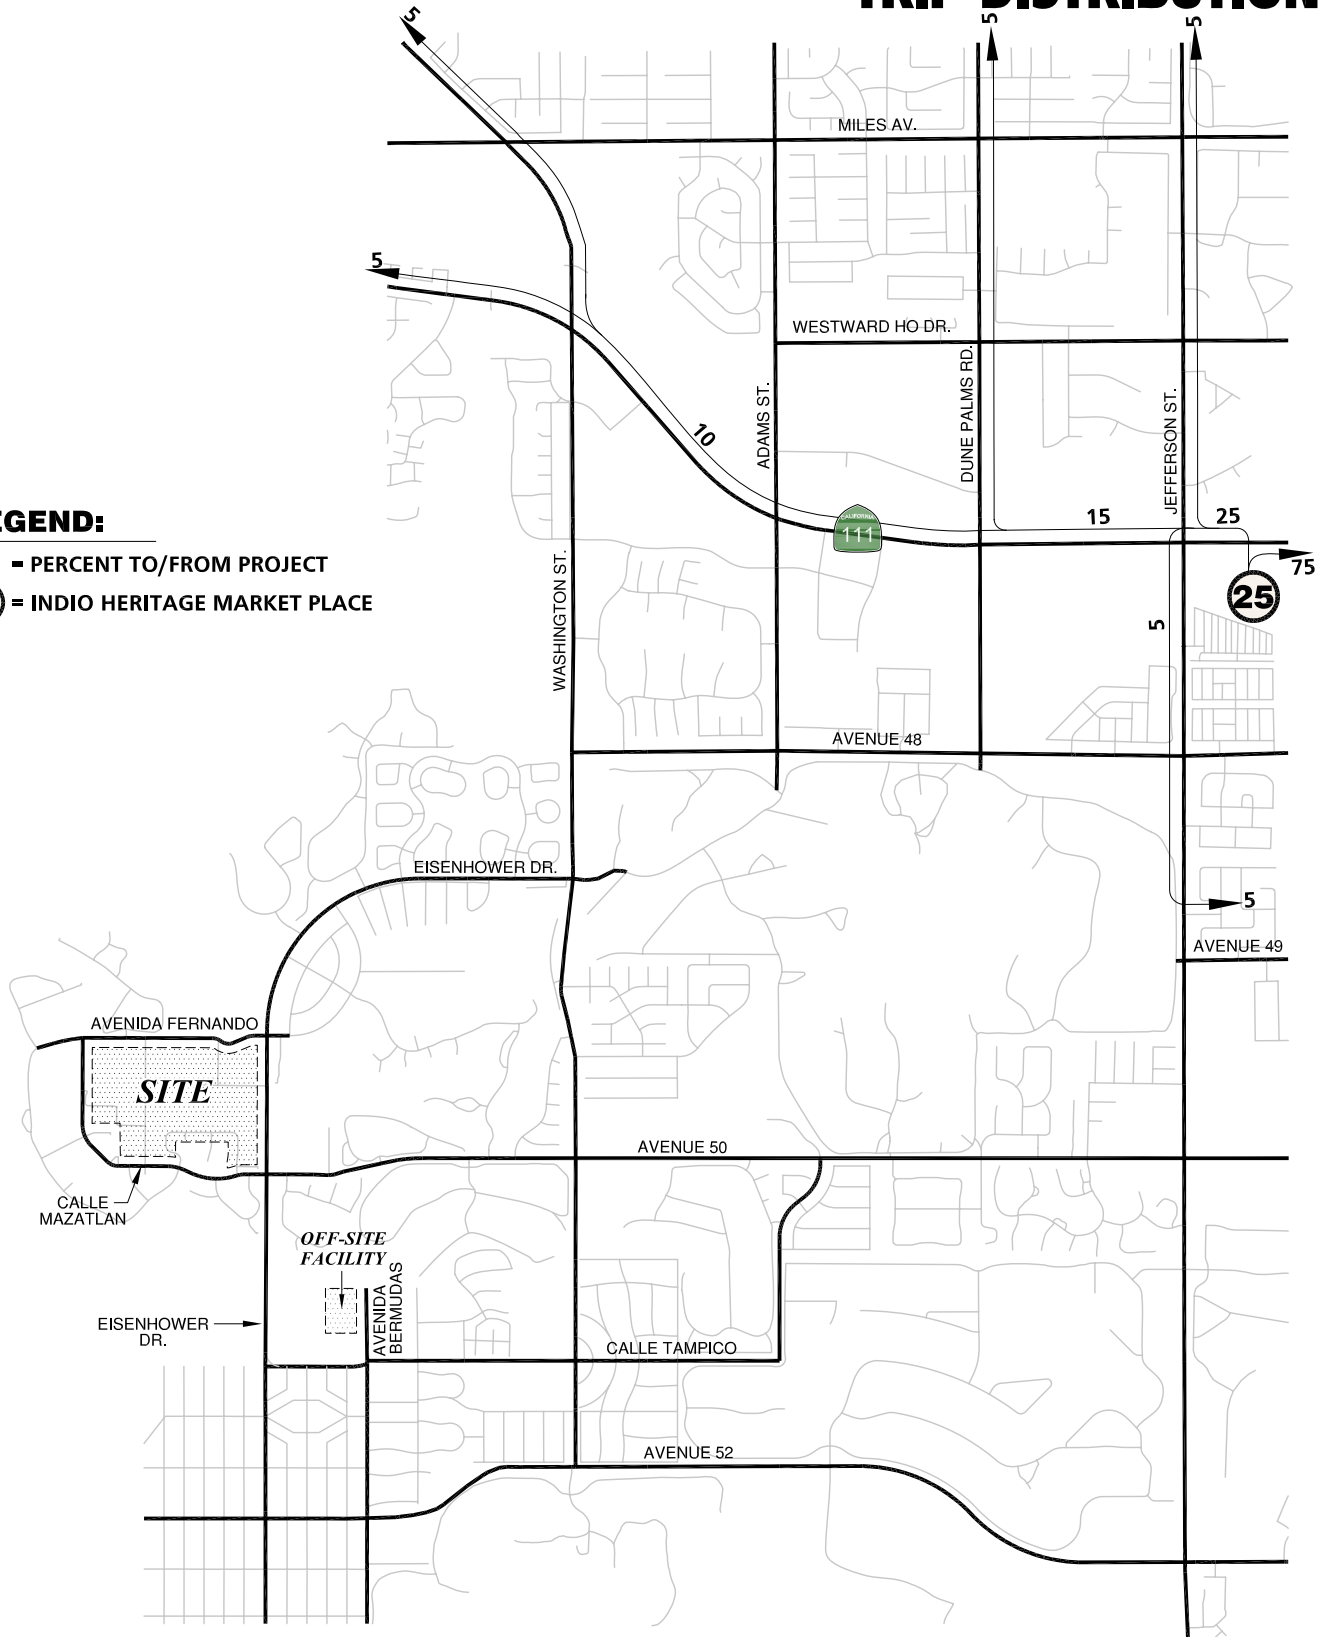 TRIP DISTRIBUTION
5
5
5
MILES AV.
5
WESTWARD HO DR.
ADAMS ST.
DUNE PALMS RD.
JEFFERSON ST.
10
CALIFORNIA
111
15
25
75
25
LEGEND:
= PERCENT TO/FROM PROJECT
= INDIO HERITAGE MARKET PLACE
WASHINGTON ST.
5
AVENUE 48
EISENHOWER DR.
5
AVENUE 49
AVENIDA FERNANDO
SITE
AVENUE 50
CALLE
MAZATLAN
OFF-SITE
FACILITY
AVENIDA
BERMUDAS
EISENHOWER
DR.
CALLE TAMPICO
AVENUE 52